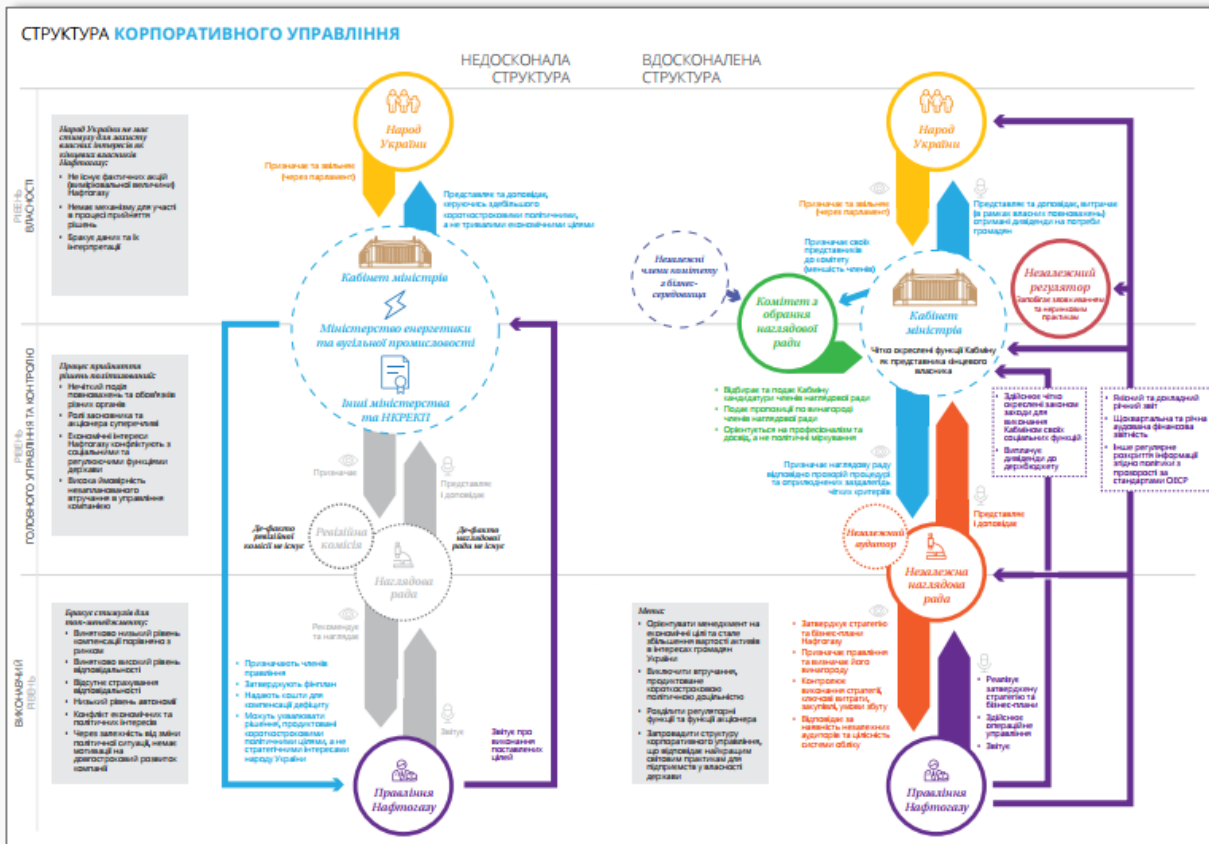 СТРУКТУРА КОРПОРАТИВНОГО УПРАВЛІННЯ
НЕДОСКОНАЛА
СТРУКТУРА
ВДОСКОНАЛЕНА
СТРУКТУРА
РІВЕНЬ
ВЛАСНОСТІ
Народ України не має
стимулу для захисту
власних інтересів як
кінцевих власників
Нафтогазу:
• Не існує фактичних акцій
(вимірювальної величини)
Нафтогазу
• Немає механізму для участі
в процесі прийняття
рішень
• Бракує даних та їх
інтерпретації
Народ
України
Призначає та звільняє
(через парламент)
Представляє та доповідає,
керуючись здебільшого
короткостроковими політичними,
а не тривалими економічними цілями
Кабінет міністрів
Міністерство енергетики
та вугільної промисловості
Інші міністерства
та НКРЕКП
РІВЕНЬ
ГОЛОВНОГО УПРАВЛІННЯ ТА КОНТРОЛЮ
Процес прийняття
рішень політизований:
• Нечіткий поділ
повноважень та обов'язків
різних органів
• Ролі засновника та
акціонера суперечливі
• Економічні інтереси
Нафтогазу конфліктують з
соціальними та
регулюючими функціями
держави
• Висока ймовірність
незапланованого
втручання в управління
компанією
Призначає
Представляє
і доповідає
Де-факто
ревізійної
комісії не існує
Ревізійна
комісія
Де-факто
наглядової
ради не існує
Наглядова
рада
ВИКОНАВЧИЙ
РІВЕНЬ
Бракує стимулів для
топ-менеджменту:
• Винятково низький рівень
компенсації порівняно з
ринком
• Винятково високий рівень
відповідальності
• Відсутнє страхування
відповідальності
• Низький рівень автономії
• Конфлікт економічних та
політичних інтересів
• Через залежність від зміни
політичної ситуації, немає
мотивації на
довгостроковий розвиток
компанії
Рекомендує
та наглядає
• Призначають членів
правління
• Затверджують фінплан
• Надають кошти для
компенсації дефіциту
• Можуть ухвалювати
рішення, продиктовані
короткостроковими
політичними цілями, а не
стратегічними інтересами
народу України
Звітує
Звітує про
виконання
поставлених
цілей
Правління
Нафтогазу
Народ
України
Призначає та звільняє
(через парламент)
Представляє та доповідає, витрачає
(в рамках власних повноважень)
отримані дивіденди на потреби
громадян
Незалежні
члени комітету
з бізнес-
середовища
Призначає своїх
представників
до комітету
(меншість членів)
Комітет з
обрання
наглядової
ради
Кабінет
міністрів
Чітко окреслені функції Кабміну
як представника кінцевого
власника
Незалежний
регулятор
Запобігає зловживанням
та неринковим
практикам
• Відбирає та подає Кабміну
кандидатури членів наглядової ради
• Подає пропозиції по винагороді
членів наглядової ради
• Орієнтується на професіоналізм та
досвід, а не політичні міркування
• Здійснює чітко
окреслені законом
заходи для
виконання
Кабміном своїх
соціальних функцій
• Виплачує
дивіденди до
держбюджету
• Якісний та докладний
річний звіт
• Щоквартальна та річна
аудована фінансова
звітність
• Інше регулярне
розкриття інформації
згідно політики з
прозорості за
стандартами ОЕСР
Призначає наглядову раду
відповідно прозорій процедурі
та оприлюднених заздалегідь
чітких критеріїв
Представляє
і доповідає
Незалежний
аудитор
Незалежна
наглядова
рада
Мета:
• Орієнтувати менеджмент на
економічні цілі та стале
збільшення вартості активів
в інтересах громадян
України
• Виключити втручання,
продиктоване
короткостроковою
політичною доцільністю
• Розділити регуляторні
функції та функції акціонера
• Запровадити структуру
корпоративного управління,
що відповідає найкращим
світовим практикам для
підприємств у власності
держави
• Затверджує стратегію
та бізнес-плани
Нафтогазу
• Призначає правління
та визначає його
винагороду
• Контролює
виконання стратегії,
ключові витрати,
закупівлі, умови збуту
• Відповідає за
наявність незалежних
аудиторів та цілісність
системи обліку
• Реалізує
затверджену
стратегію та
бізнес-плани
• Здійснює
операційне
управління
• Звітує
Правління
Нафтогазу